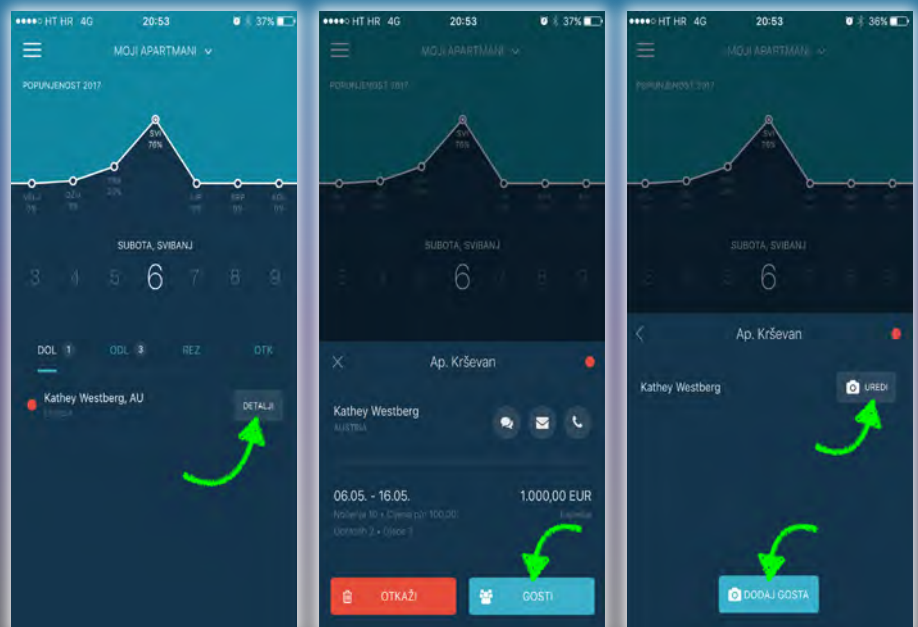 HT HR 4G 20:53 37%
MOJI APARTMANI
POPUNJENOST 2017
SVI
76%
SUBOTA, SVIBANJ
3 4 5 6 7 8 9
DOL 1 ODL 3 REZ OTK
Kathey Westberg, AU
DETALJI
HT HR 4G 20:53 37%
MOJI APARTMANI
POPUNJENOST 2017
SVI
76%
SUBOTA, SVIBANJ
6
Ap. Krševan
Kathey Westberg
AUSTRIA
06.05. - 16.05. 1.000,00 EUR
OTKAŽI GOSTI
HT HR 4G 20:53 36%
MOJI APARTMANI
POPUNJENOST 2017
SVI
76%
SUBOTA, SVIBANJ
6
Ap. Krševan
Kathey Westberg UREDI
DODAJ GOSTA